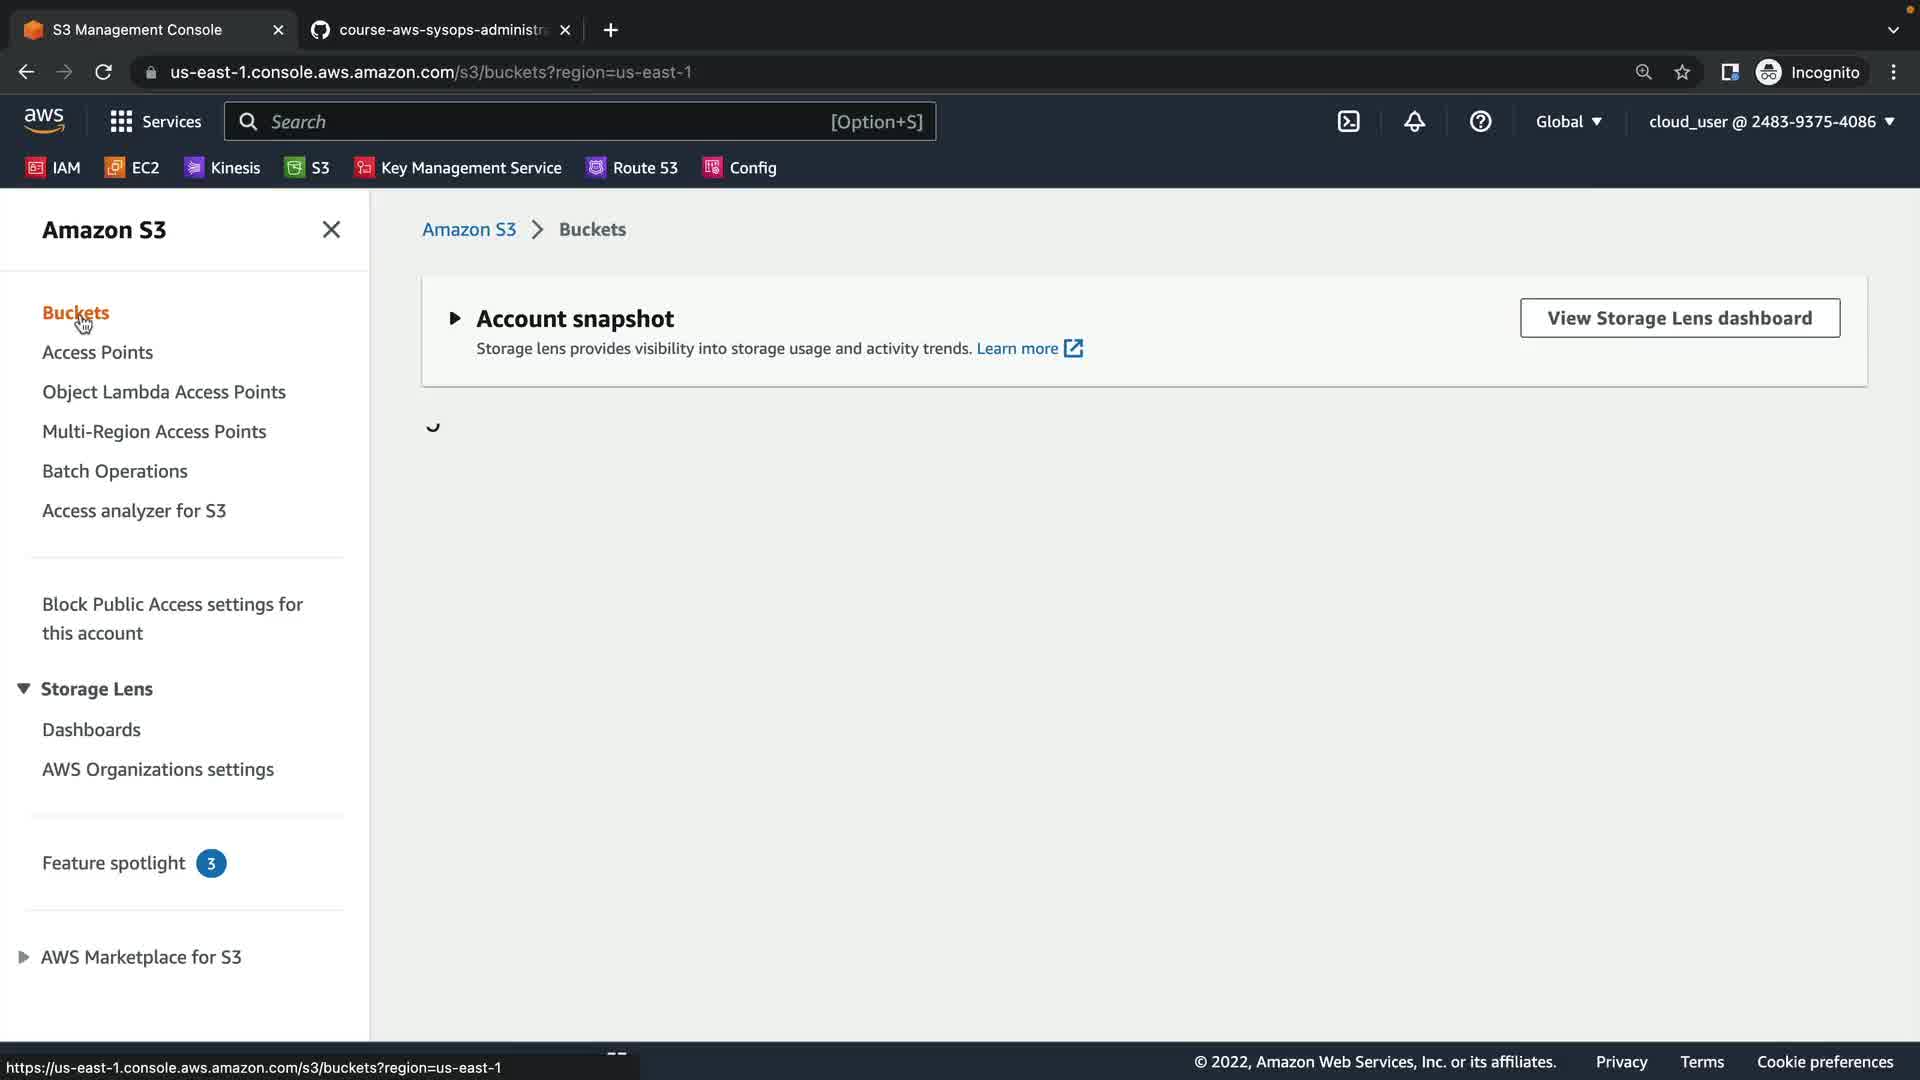 S3 Management Console
course-aws-sysops-administra
us-east-1.console.aws.amazon.com/s3/buckets?region=us-east-1
Incognito
aws
Services
Search
[Option+S]
Global
cloud_user @ 2483-9375-4086
IAM
EC2
Kinesis
S3
Key Management Service
Route 53
Config
Amazon S3
Buckets
Access Points
Object Lambda Access Points
Multi-Region Access Points
Batch Operations
Access analyzer for S3
Block Public Access settings for
this account
Storage Lens
Dashboards
AWS Organizations settings
Feature spotlight 3
AWS Marketplace for S3
Amazon S3 > Buckets
Account snapshot
Storage lens provides visibility into storage usage and activity trends. Learn more
View Storage Lens dashboard
https://us-east-1.console.aws.amazon.com/s3/buckets?region=us-east-1
© 2022, Amazon Web Services, Inc. or its affiliates.
Privacy
Terms
Cookie preferences